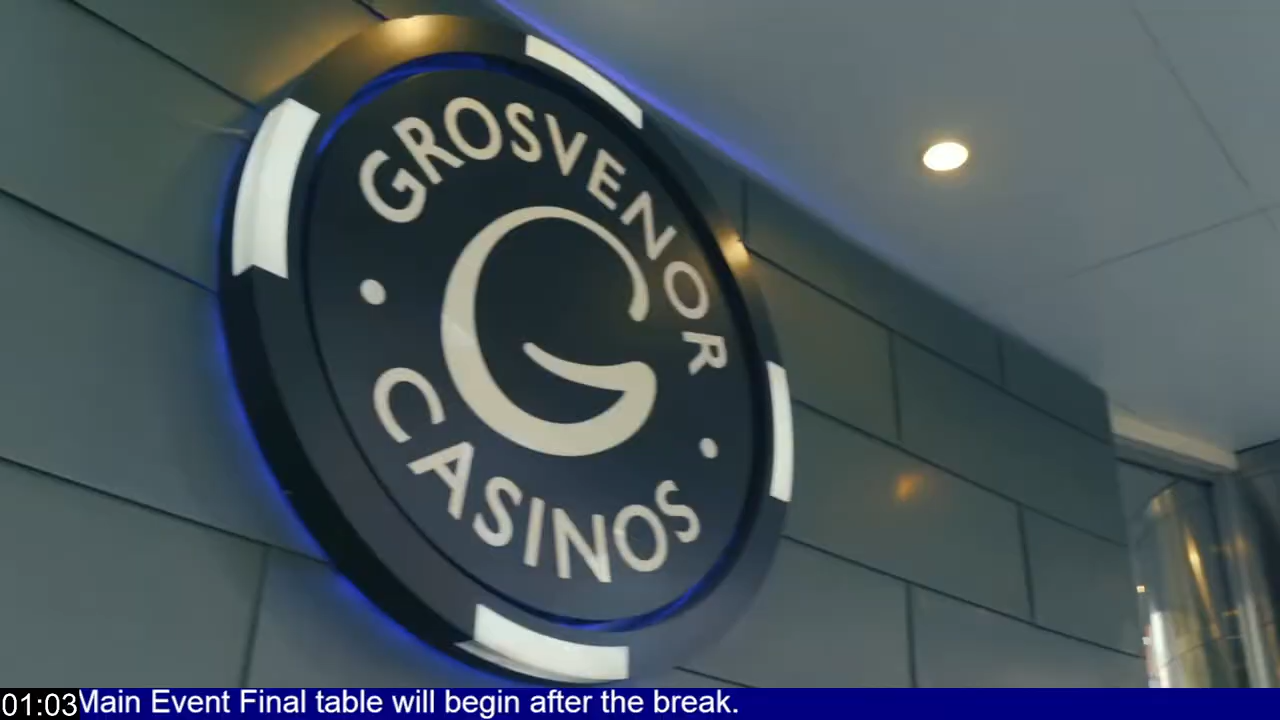 GROSVENOR
G
CASINOS
01:03 Main Event Final table will begin after the break.